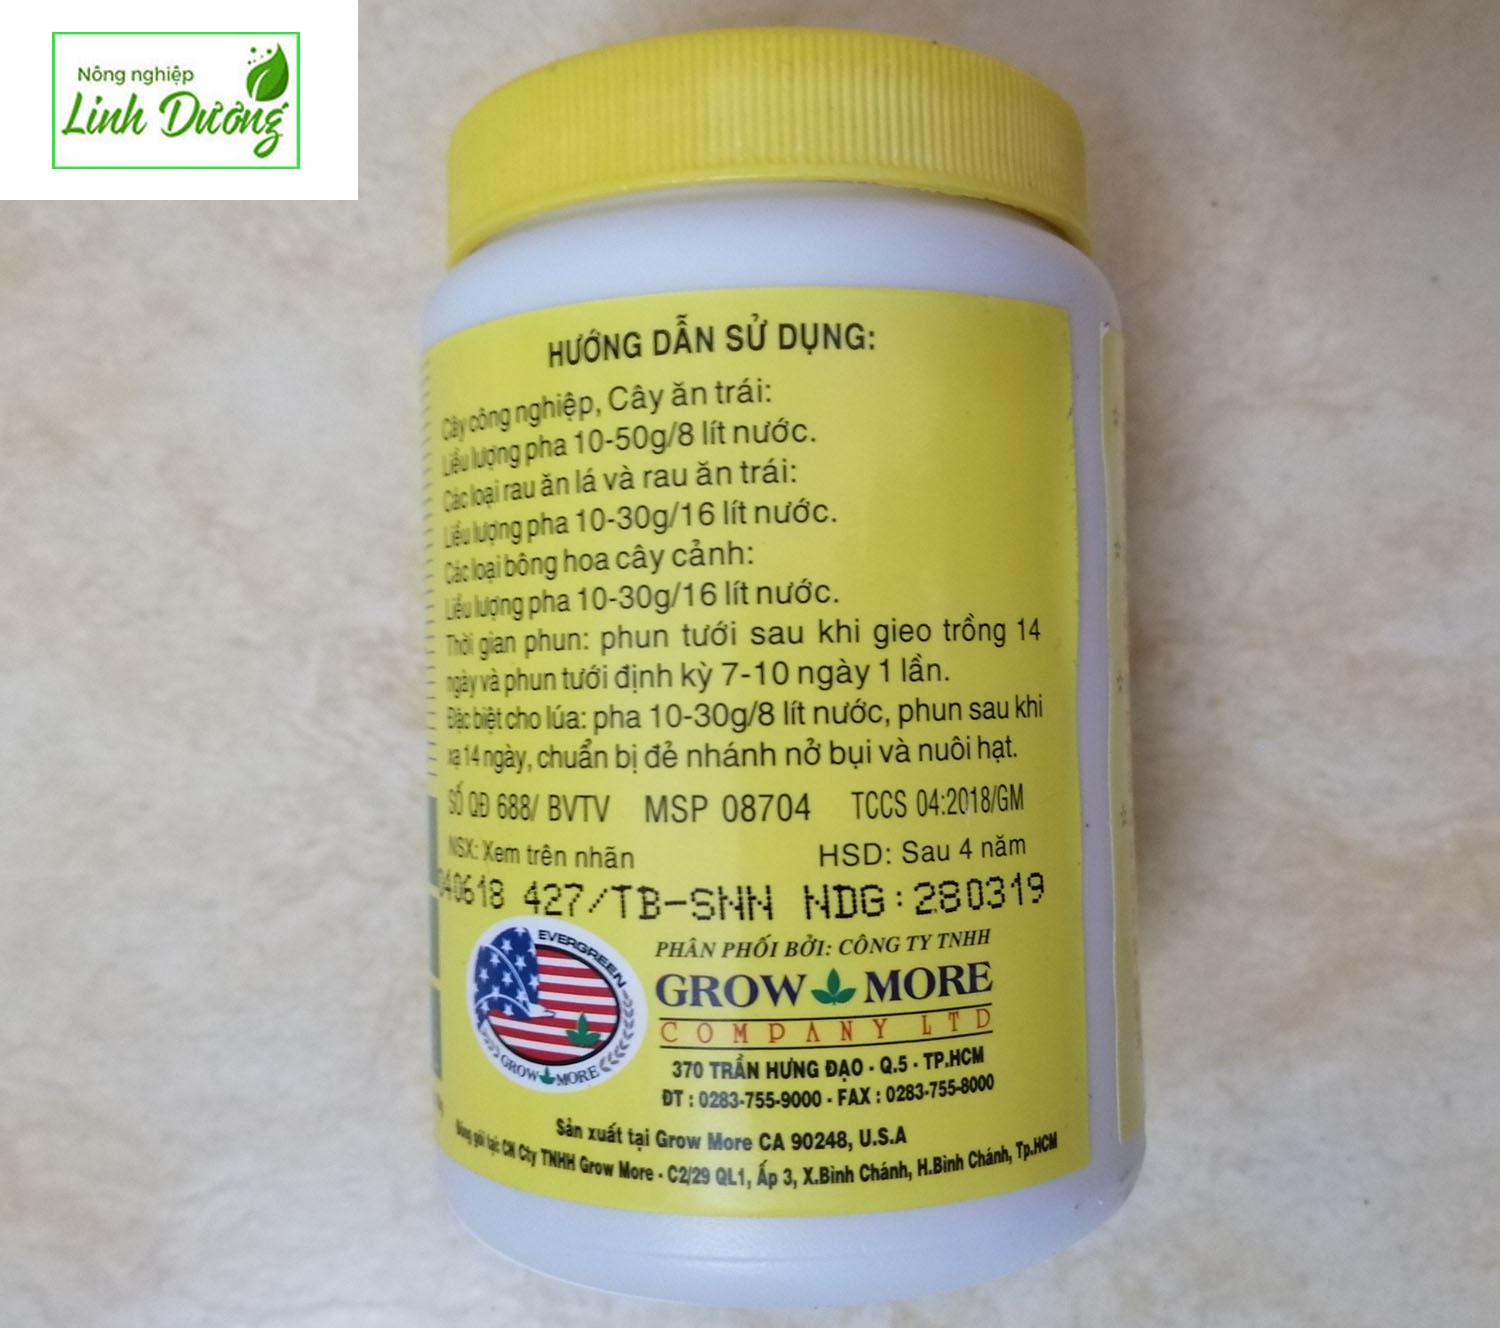 Nông nghiệp
Linh Dương
HƯỚNG DẪN SỬ DỤNG:
Cây công nghiệp, Cây ăn trái:
Liều lượng pha 10-50g/8 lít nước.
Các loại rau ăn lá và rau ăn trái:
Liều lượng pha 10-30g/16 lít nước.
Các loại bông hoa cây cảnh:
Liều lượng pha 10-30g/16 lít nước.
Thời gian phun: phun tưới sau khi gieo trồng 14
ngày và phun tưới định kỳ 7-10 ngày 1 lần.
Đặc biệt cho lúa: pha 10-30g/8 lít nước, phun sau khi
xạ 14 ngày, chuẩn bị đẻ nhánh nở bụi và nuôi hạt.
SỐ QĐ 688/ BVTV MSP 08704 TCCS 04:2018/GM
NSX: Xem trên nhãn HSD: Sau 4 năm
040618 427/TB-SNN NDG:280319
EVERGREEN
GROW MORE
PHÂN PHỐI BỞI: CÔNG TY TNHH
GROW MORE
COMPANY LTD
370 TRẦN HƯNG ĐẠO - Q.5 - TP.HCM
ĐT : 0283-755-9000 - FAX : 0283-755-8000
Sản xuất tại Grow More CA 90248, U.S.A
Đóng gói tại: CN Cty TNHH Grow More - C2/29 QL1, Ấp 3, X.Bình Chánh, H.Bình Chánh, Tp.HCM